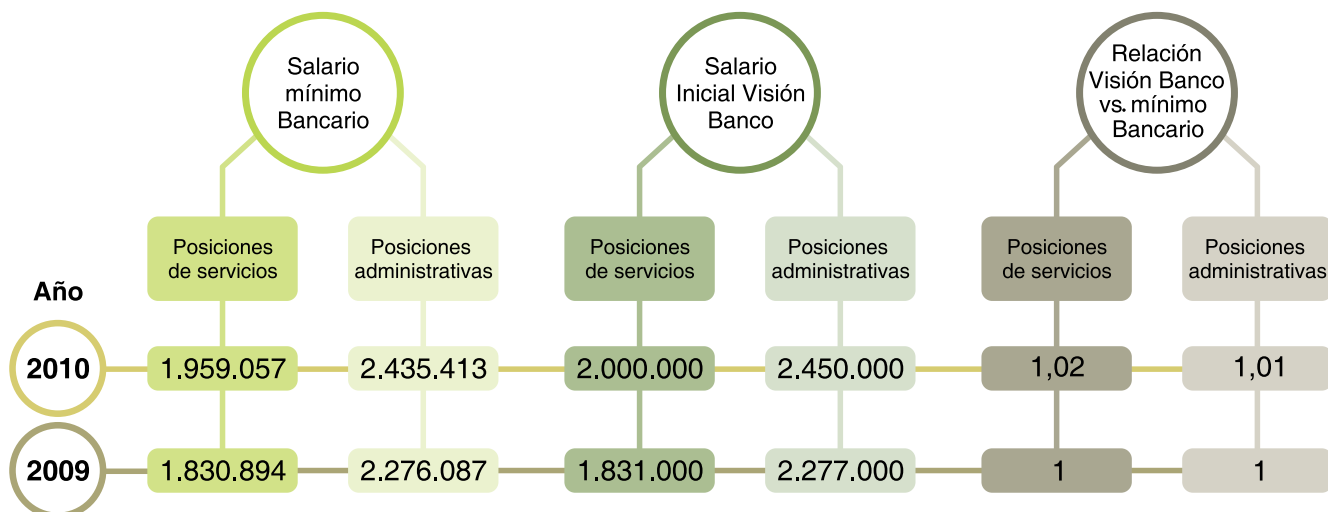 Salario
mínimo
Bancario
Salario
Inicial Visión
Banco
Relación
Visión Banco
vs. mínimo
Bancario
Posiciones
de servicios
Posiciones
administrativas
Posiciones
de servicios
Posiciones
administrativas
Posiciones
de servicios
Posiciones
administrativas
Año
2010 1.959.057 2.435.413 2.000.000 2.450.000 1,02 1,01
2009 1.830.894 2.276.087 1.831.000 2.277.000 1 1